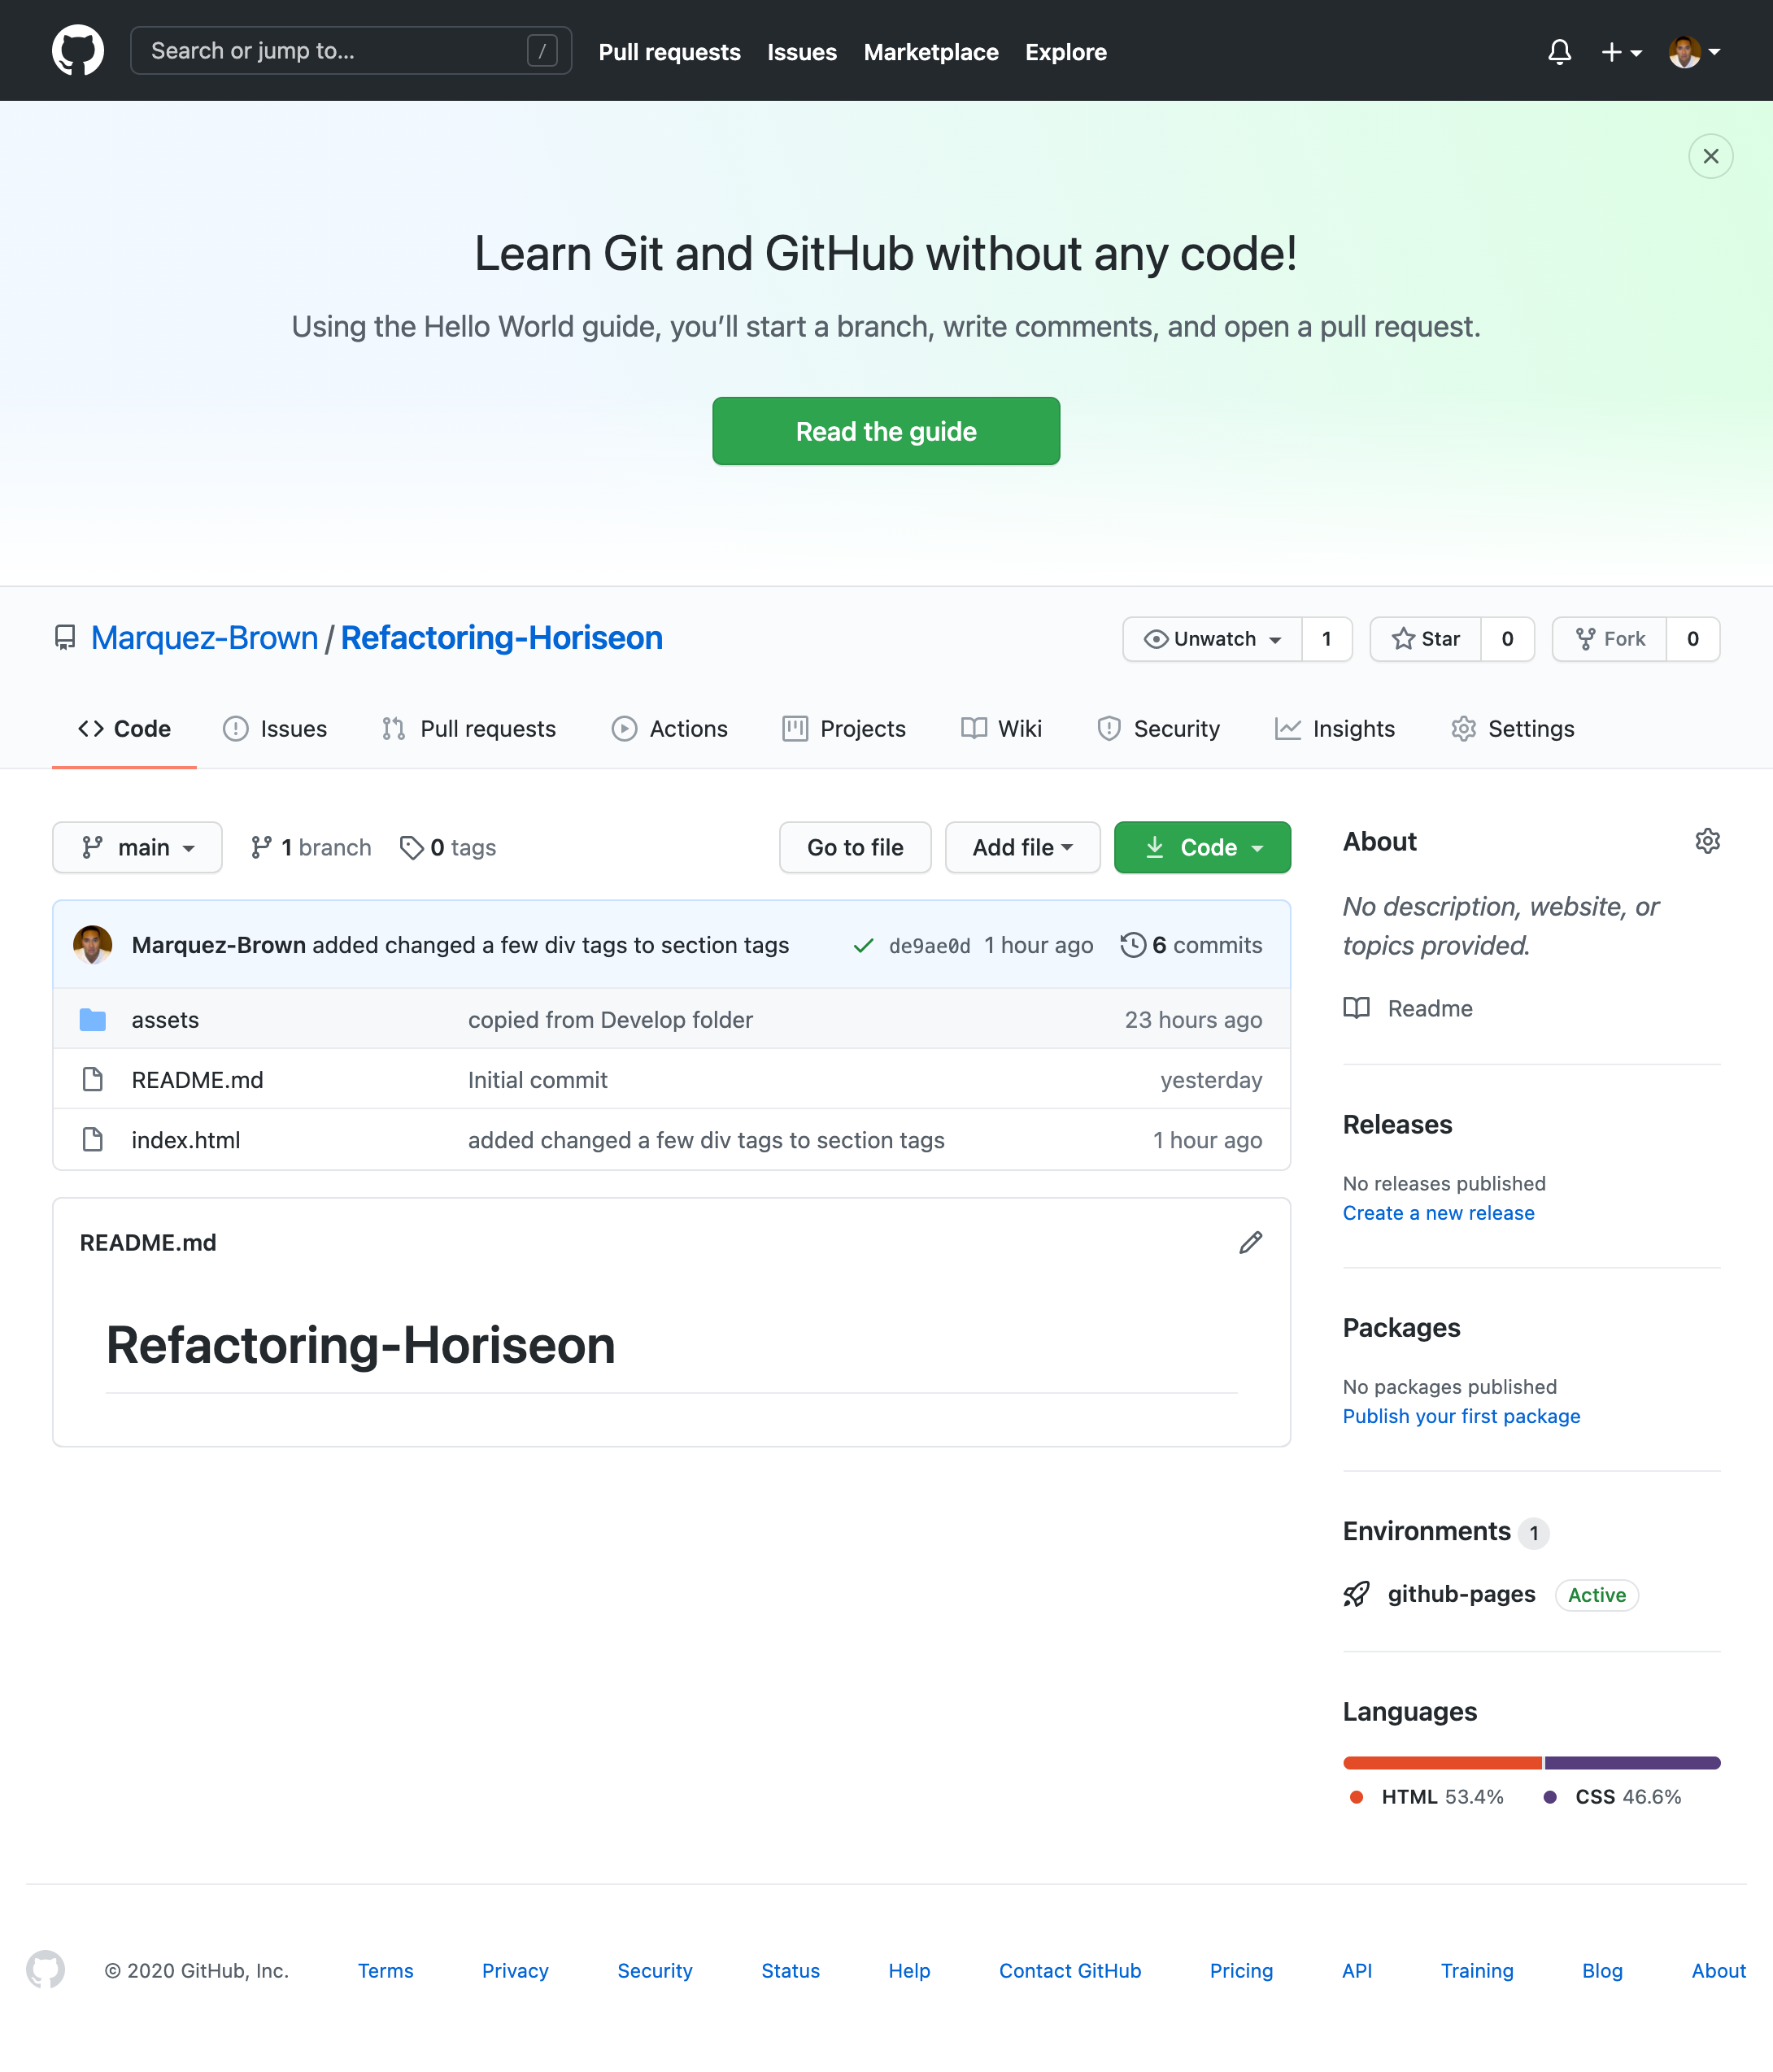 Search or jump to... /
Pull requests Issues Marketplace Explore
Learn Git and GitHub without any code!
Using the Hello World guide, you’ll start a branch, write comments, and open a pull request.
Read the guide
Marquez-Brown / Refactoring-Horiseon
Unwatch 1 Star 0 Fork 0
Code Issues Pull requests Actions Projects Wiki Security Insights Settings
main 1 branch 0 tags Go to file Add file Code
Marquez-Brown added changed a few div tags to section tags de9ae0d 1 hour ago 6 commits
assets copied from Develop folder 23 hours ago
README.md Initial commit yesterday
index.html added changed a few div tags to section tags 1 hour ago
README.md
Refactoring-Horiseon
About
No description, website, or
topics provided.
Readme
Releases
No releases published
Create a new release
Packages
No packages published
Publish your first package
Environments 1
github-pages Active
Languages
HTML 53.4% CSS 46.6%
© 2020 GitHub, Inc. Terms Privacy Security Status Help Contact GitHub Pricing API Training Blog About